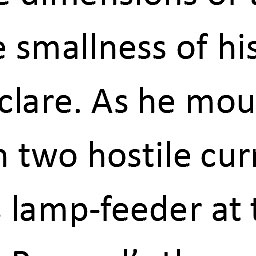 dimensions of
smallness of his
clare. As he mou
two hostile curr
lamp-feeder at t